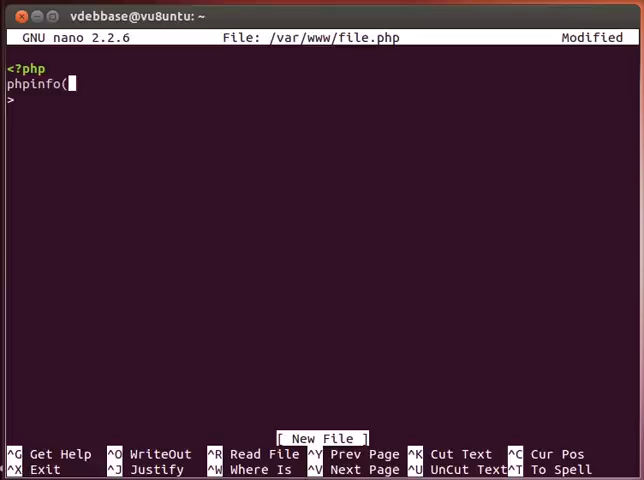 vdebbase@vu8untu: ~
GNU nano 2.2.6 File: /var/www/file.php Modified
<?php
phpinfo(
>
[ New File ]
^G Get Help ^O WriteOut ^R Read File ^Y Prev Page ^K Cut Text ^C Cur Pos
^X Exit ^J Justify ^W Where Is ^V Next Page ^U UnCut Text ^T To Spell